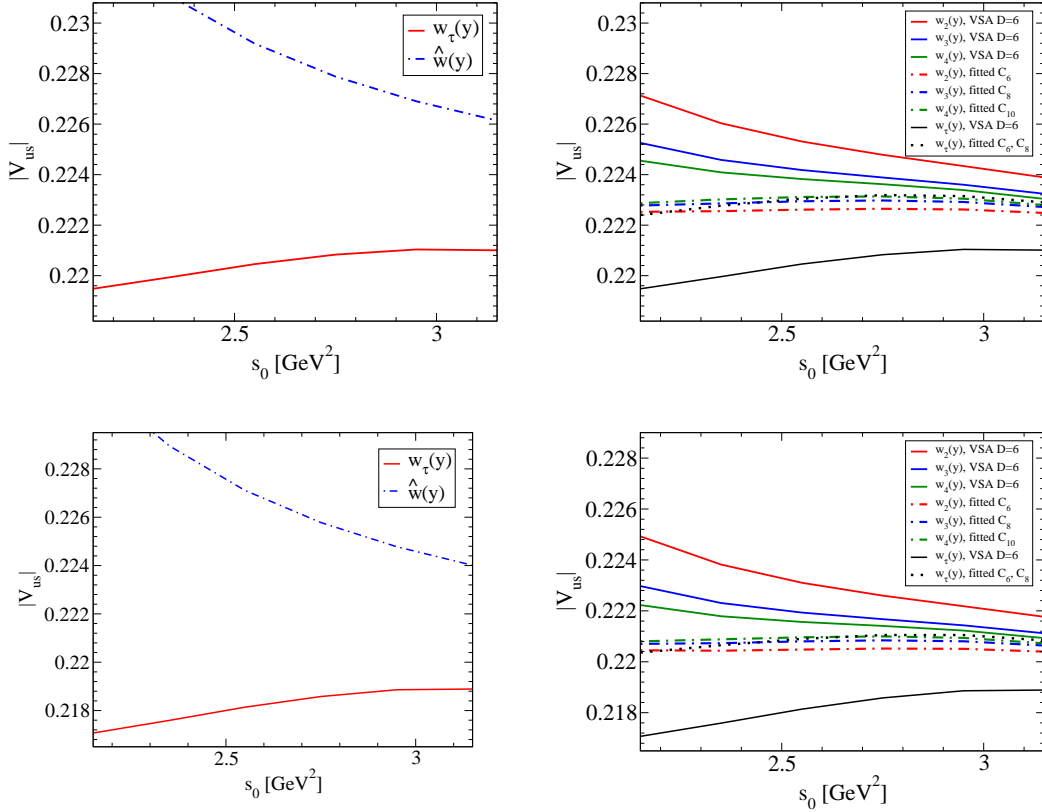 0.23
0.228
0.226
0.224
0.222
0.22
|V_us|
2.5
3
s_0 [GeV^2]
w_τ(y)
ŵ(y)
0.23
0.228
0.226
0.224
0.222
0.22
|V_us|
2.5
3
s_0 [GeV^2]
w_2(y), VSA D=6
w_3(y), VSA D=6
w_4(y), VSA D=6
w_2(y), fitted C_6
w_3(y), fitted C_8
w_4(y), fitted C_10
w_τ(y), VSA D=6
w_τ(y), fitted C_6, C_8
0.228
0.226
0.224
0.222
0.22
0.218
|V_us|
2.5
3
s_0 [GeV^2]
w_τ(y)
ŵ(y)
0.228
0.226
0.224
0.222
0.22
0.218
|V_us|
2.5
3
s_0 [GeV^2]
w_2(y), VSA D=6
w_3(y), VSA D=6
w_4(y), VSA D=6
w_2(y), fitted C_6
w_3(y), fitted C_8
w_4(y), fitted C_10
w_τ(y), VSA D=6
w_τ(y), fitted C_6, C_8